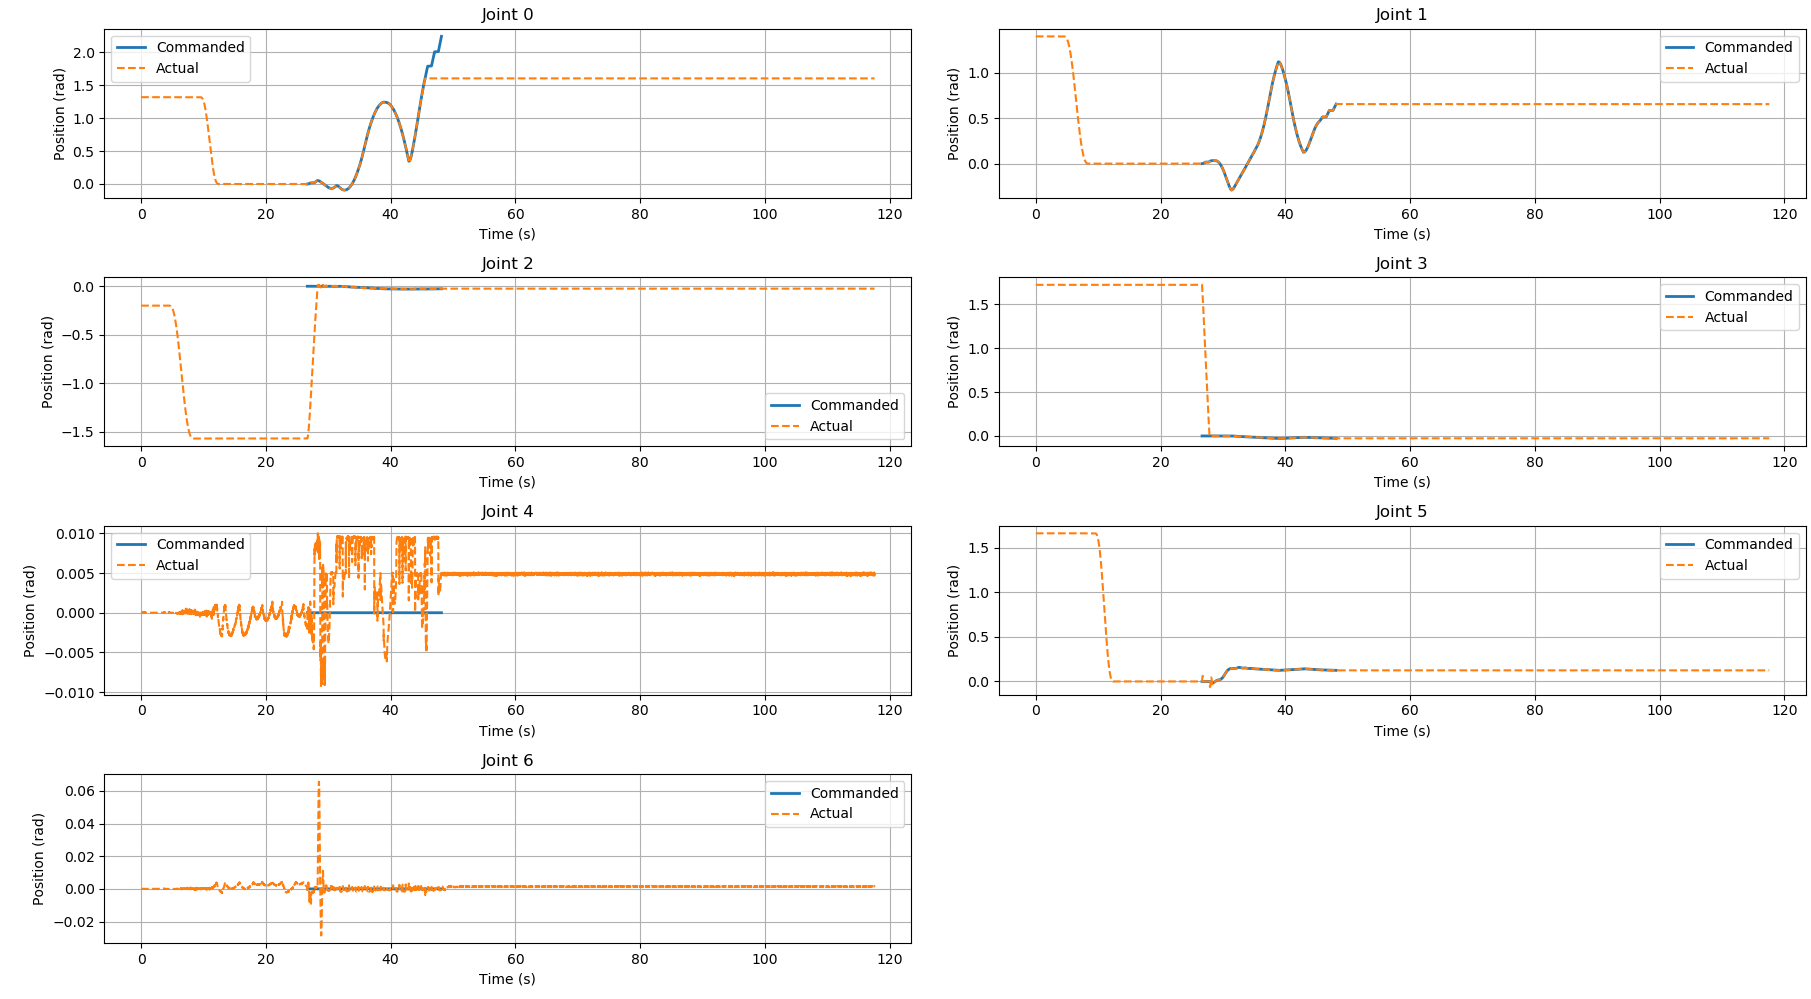 Joint 0
Position (rad)
2.0
1.5
1.0
0.5
0.0
Commanded
Actual
0 20 40 60 80 100 120
Time (s)
Joint 1
Position (rad)
1.0
0.5
0.0
Commanded
Actual
0 20 40 60 80 100 120
Time (s)
Joint 2
Position (rad)
0.0
−0.5
−1.0
−1.5
Commanded
Actual
0 20 40 60 80 100 120
Time (s)
Joint 3
Position (rad)
1.5
1.0
0.5
0.0
Commanded
Actual
0 20 40 60 80 100 120
Time (s)
Joint 4
Position (rad)
0.010
0.005
0.000
−0.005
−0.010
Commanded
Actual
0 20 40 60 80 100 120
Time (s)
Joint 5
Position (rad)
1.5
1.0
0.5
0.0
Commanded
Actual
0 20 40 60 80 100 120
Time (s)
Joint 6
Position (rad)
0.06
0.04
0.02
0.00
−0.02
Commanded
Actual
0 20 40 60 80 100 120
Time (s)